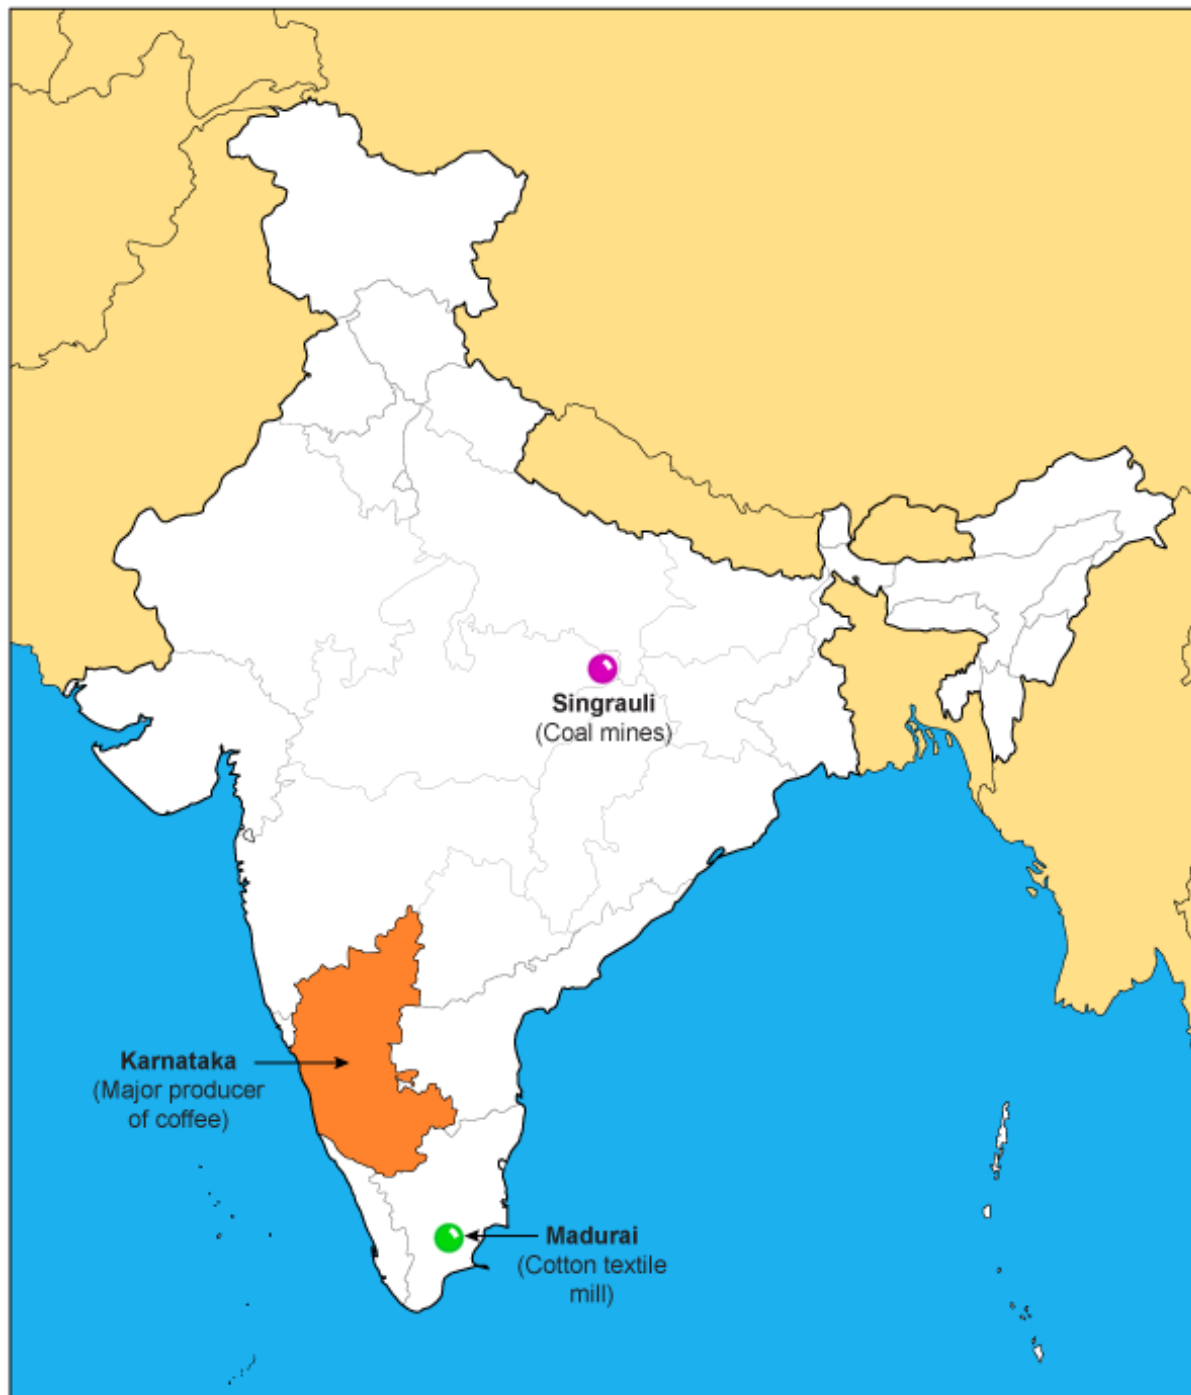 Singrauli
(Coal mines)
Karnataka
(Major producer
of coffee)
Madurai
(Cotton textile
mill)